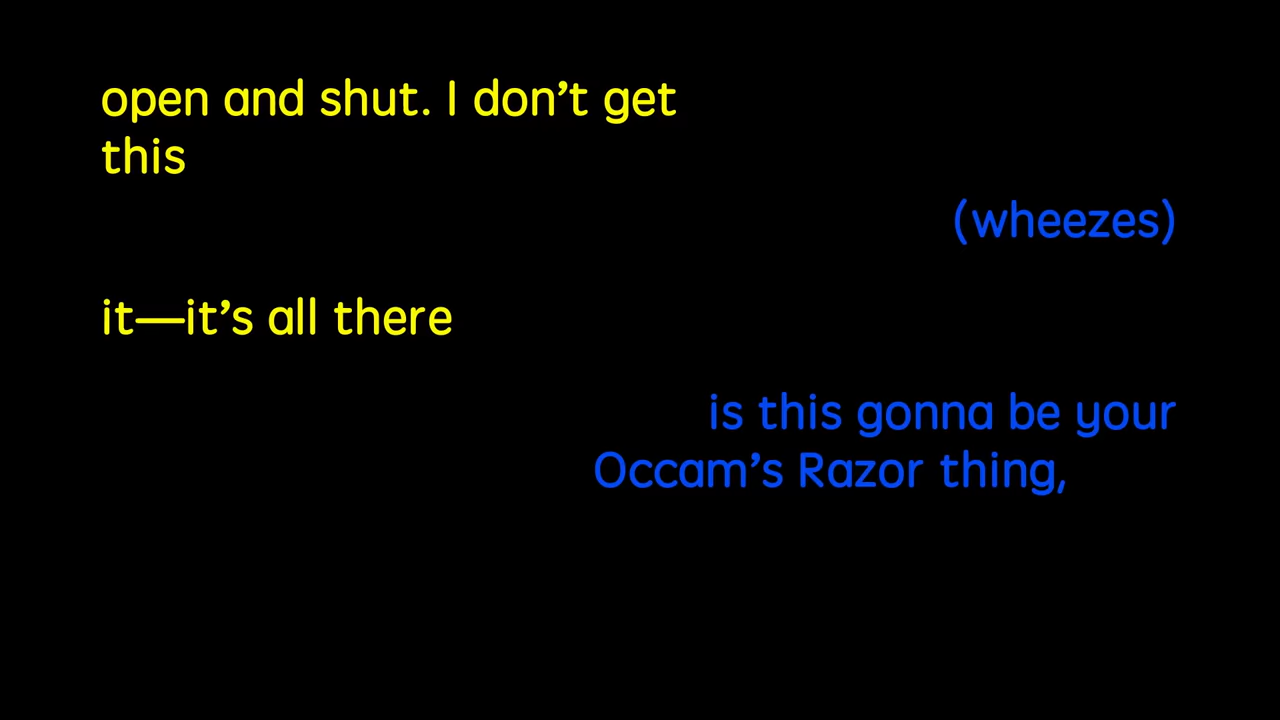 open and shut. I don’t get
this
(wheezes)
it—it’s all there
is this gonna be your
Occam’s Razor thing,